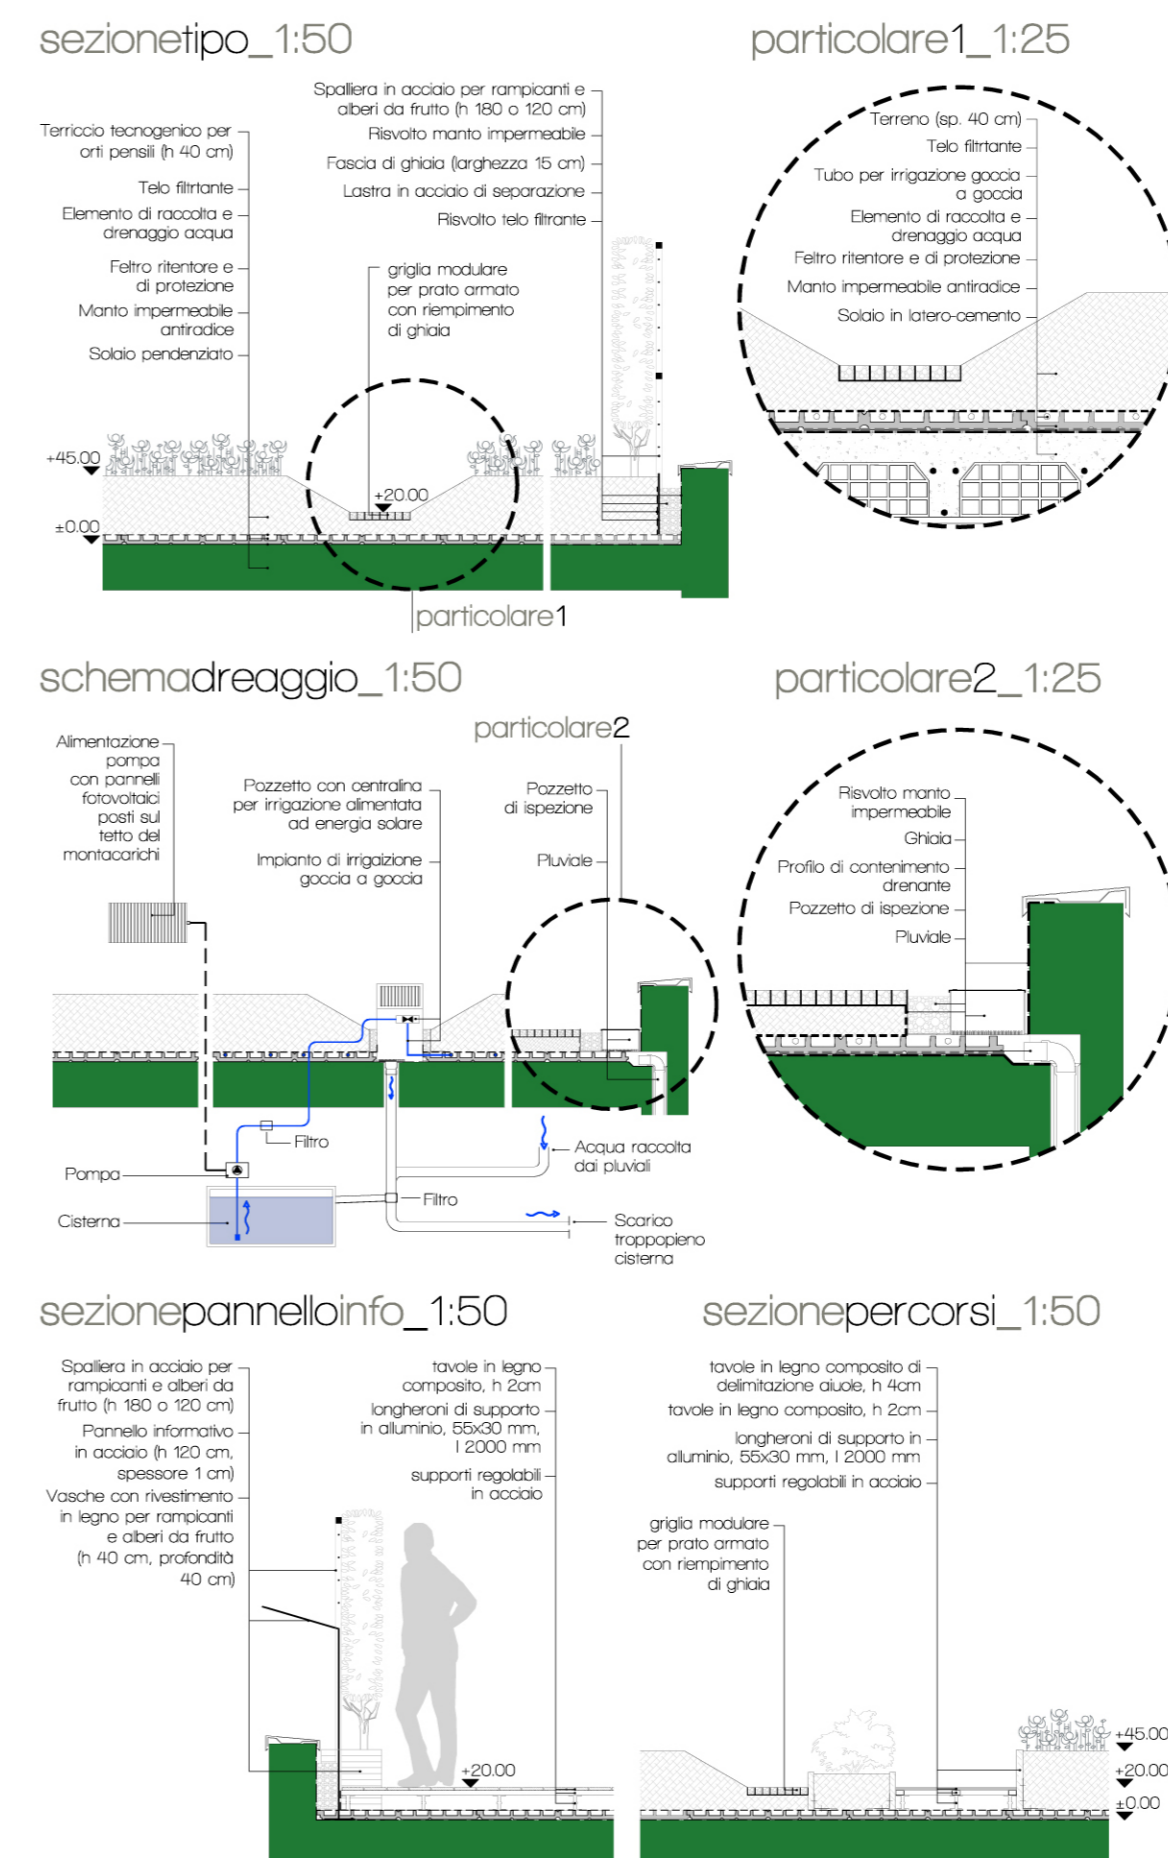 sezionetipo_1:50
Terriccio tecnogenico per
orti pensili (h 40 cm)
Telo filtrtante
Elemento di raccolta e
drenaggio acqua
Feltro ritentore e
di protezione
Manto impermeabile
antiradice
Solaio pendenziato
Spalliera in acciaio per rampicanti e
alberi da frutto (h 180 o 120 cm)
Risvolto manto impermeabile
Fascia di ghiaia (larghezza 15 cm)
Lastra in acciaio di separazione
Risvolto telo filtrante
griglia modulare
per prato armato
con riempimento
di ghiaia
+45.00
+20.00
±0.00
particolare1
particolare1_1:25
Terreno (sp. 40 cm)
Telo filtrtante
Tubo per irrigazione goccia
a goccia
Elemento di raccolta e
drenaggio acqua
Feltro ritentore e di protezione
Manto impermeabile antiradice
Solaio in latero-cemento
schemadreaggio_1:50
Alimentazione
pompa
con pannelli
fotovoltaici
posti sul
tetto del
montacarichi
Pozzetto con centralina
per irrigazione alimentata
ad energia solare
Impianto di irrigaizione
goccia a goccia
particolare2
Pozzetto
di ispezione
Pluviale
Filtro
Pompa
Cisterna
Acqua raccolta
dai pluviali
Filtro
Scarico
troppopieno
cisterna
particolare2_1:25
Risvolto manto
impermeabile
Ghiaia
Profilo di contenimento
drenante
Pozzetto di ispezione
Pluviale
sezionepannelloinfo_1:50
Spalliera in acciaio per
rampicanti e alberi da
frutto (h 180 o 120 cm)
Pannello informativo
in acciaio (h 120 cm,
spessore 1 cm)
Vasche con rivestimento
in legno per rampicanti
e alberi da frutto
(h 40 cm, profondità
40 cm)
tavole in legno
composito, h 2cm
longheroni di supporto
in alluminio, 55x30 mm,
l 2000 mm
supporti regolabili
in acciaio
+20.00
sezionepercorsi_1:50
tavole in legno composito di
delimitazione aiuole, h 4cm
tavole in legno composito, h 2cm
longheroni di supporto in
alluminio, 55x30 mm, l 2000 mm
supporti regolabili in acciaio
griglia modulare
per prato armato
con riempimento
di ghiaia
+45.00
+20.00
±0.00